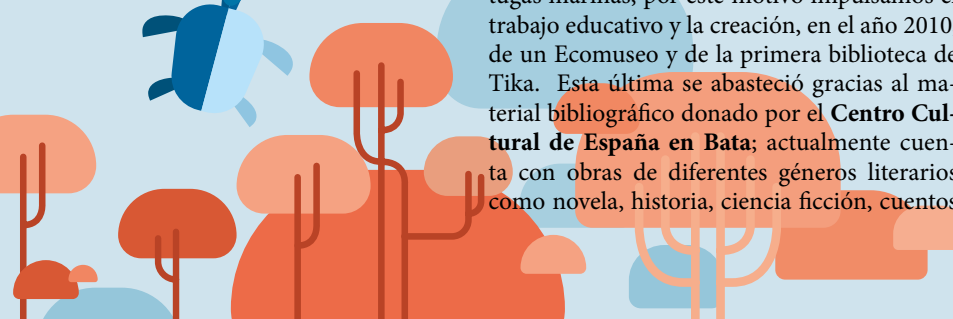 tugas marinas, por este motivo impulsamos el
trabajo educativo y la creación, en el año 2010
de un Ecomuseo y de la primera biblioteca de
Tika. Esta última se abasteció gracias al ma-
terial bibliográfico donado por el Centro Cul-
tural de España en Bata; actualmente cuen-
ta con obras de diferentes géneros literarios
como novela, historia, ciencia ficción, cuentos